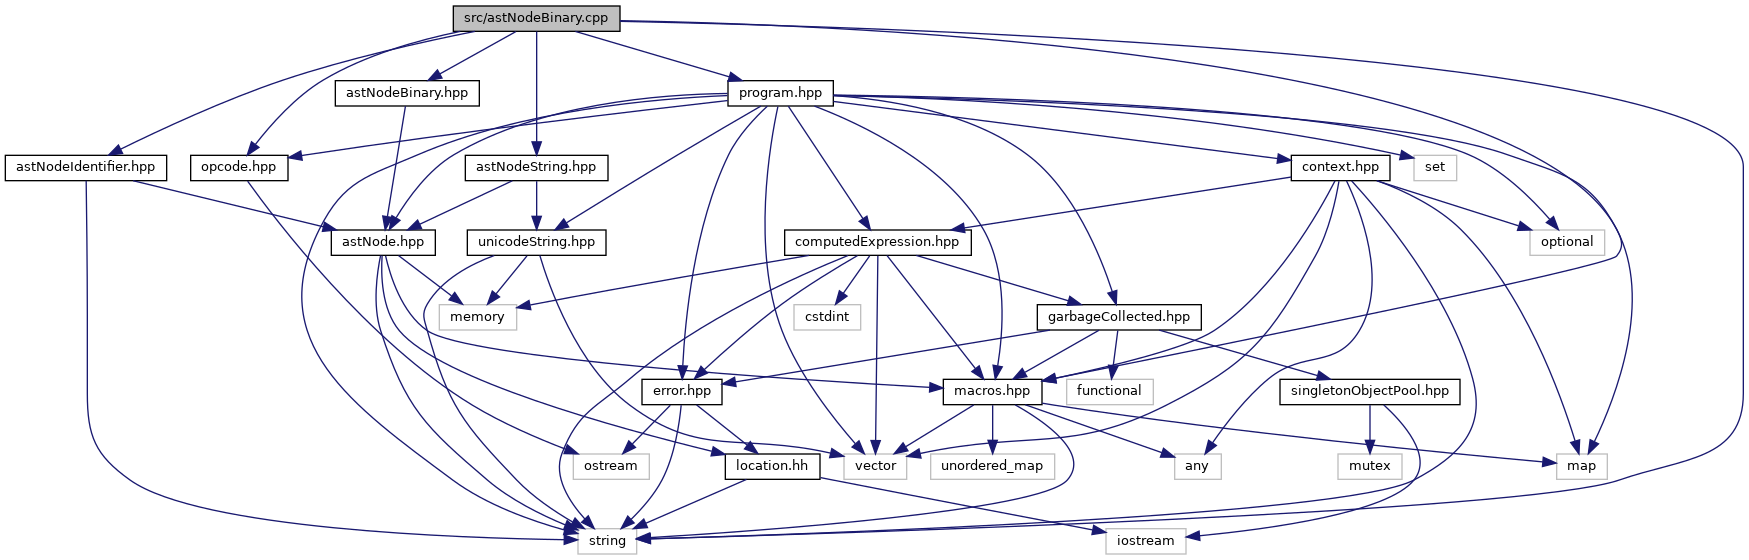 src/astNodeBinary.cpp
astNodeBinary.hpp
program.hpp
astNodeIdentifier.hpp
opcode.hpp
astNodeString.hpp
context.hpp
set
astNode.hpp
unicodeString.hpp
computedExpression.hpp
optional
memory
cstdint
garbageCollected.hpp
error.hpp
macros.hpp
functional
singletonObjectPool.hpp
ostream
location.hh
vector
unordered_map
any
mutex
map
string
iostream